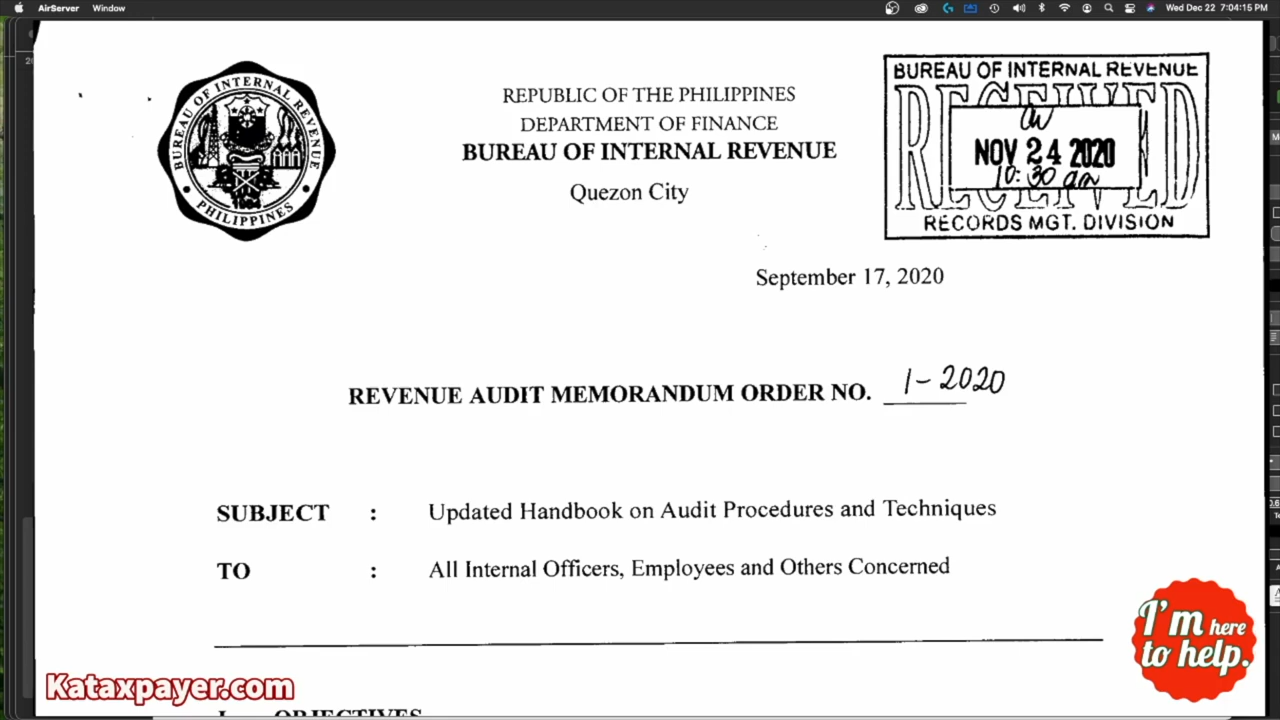 AirServer Window
Wed Dec 22 7:04:15 PM
BUREAU OF INTERNAL REVENUE
PHILIPPINES
REPUBLIC OF THE PHILIPPINES
DEPARTMENT OF FINANCE
BUREAU OF INTERNAL REVENUE
Quezon City
BUREAU OF INTERNAL REVENUE
RECEIVED
NOV 24 2020
10:30 am
RECORDS MGT. DIVISION
September 17, 2020
REVENUE AUDIT MEMORANDUM ORDER NO. 1-2020
SUBJECT : Updated Handbook on Audit Procedures and Techniques
TO : All Internal Officers, Employees and Others Concerned
I'm here
to help.
Kataxpayer.com
I. OBJECTIVES